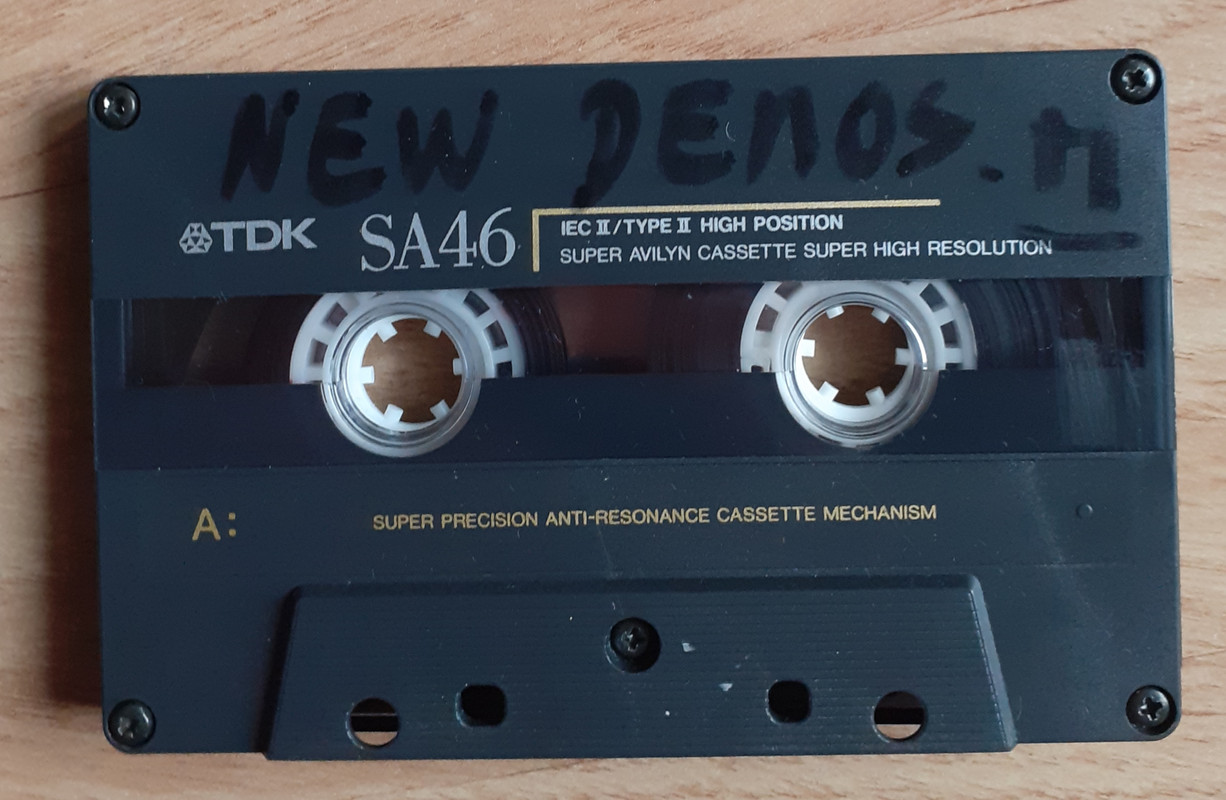 NEW DEMOS.
TDK SA46
IEC II/TYPE II HIGH POSITION
SUPER AVILYN CASSETTE SUPER HIGH RESOLUTION
A:
SUPER PRECISION ANTI-RESONANCE CASSETTE MECHANISM